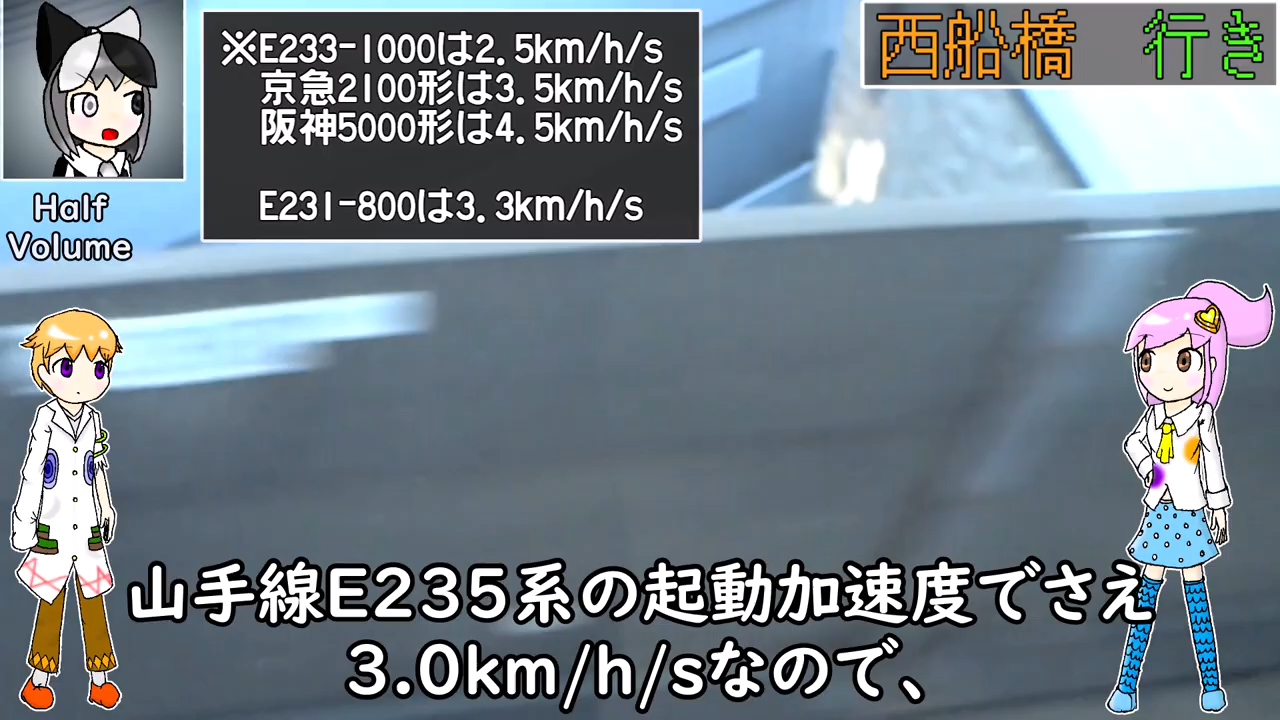 ※E233-1000は2.5km/h/s
京急2100形は3.5km/h/s
阪神5000形は4.5km/h/s
E231-800は3.3km/h/s
西船橋 行き
Half
Volume
山手線E235系の起動加速度でさえ
3.0km/h/sなので、